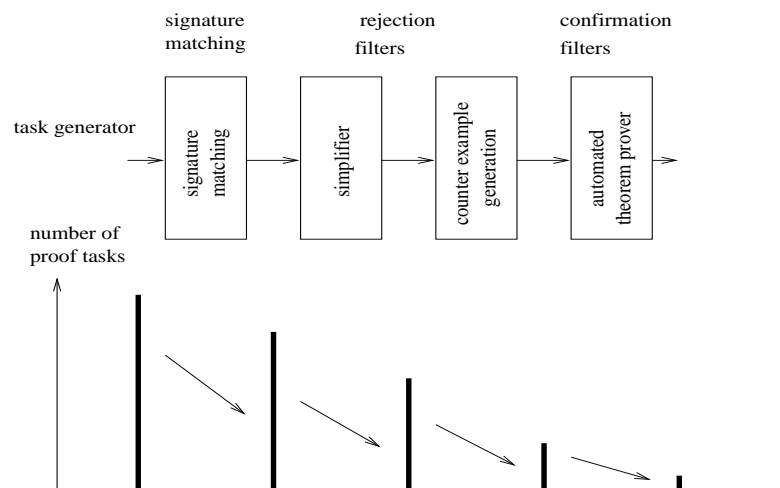 signature
matching
rejection
filters
confirmation
filters
task generator
signature
matching
simplifier
counter example
generation
automated
theorem prover
number of
proof tasks